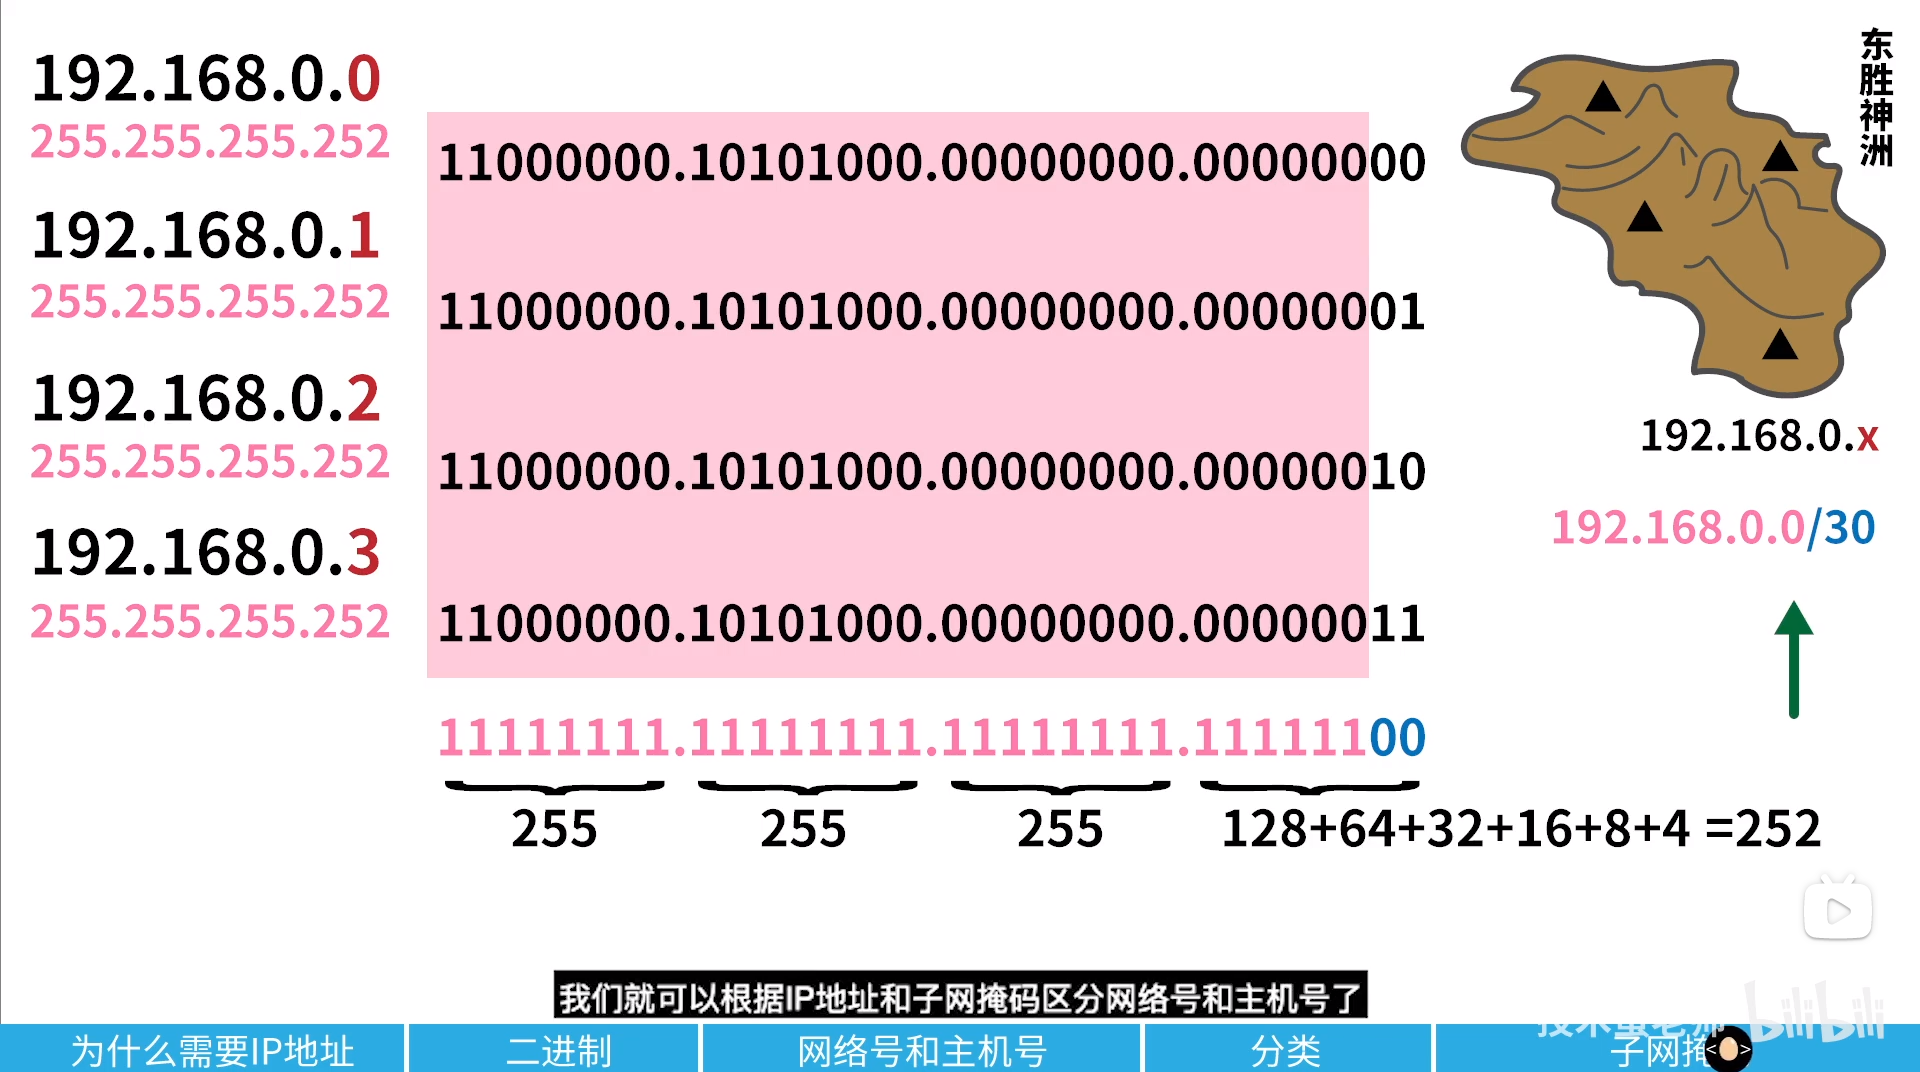 192.168.0.0
255.255.255.252
192.168.0.1
255.255.255.252
192.168.0.2
255.255.255.252
192.168.0.3
255.255.255.252
11000000.10101000.00000000.00000000
11000000.10101000.00000000.00000001
11000000.10101000.00000000.00000010
11000000.10101000.00000000.00000011
11111111.11111111.11111111.11111100
255
255
255
128+64+32+16+8+4 =252
东胜神洲
192.168.0.x
192.168.0.0/30
我们就可以根据IP地址和子网掩码区分网络号和主机号了
为什么需要IP地址
二进制
网络号和主机号
分类
子网掩
技术蛋老师
bilibili